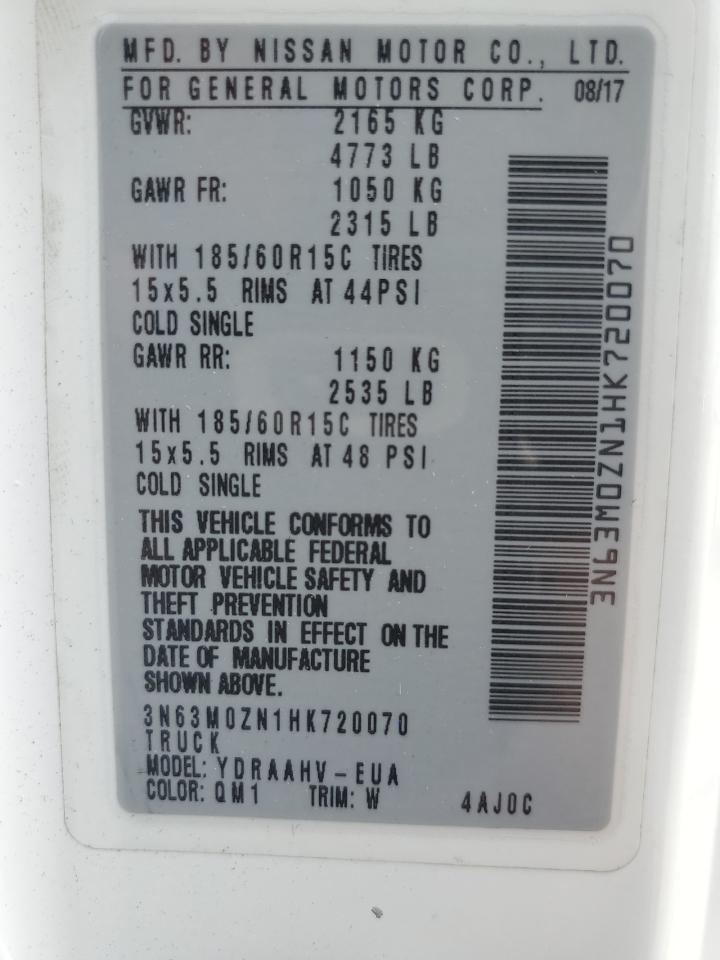 MFD. BY NISSAN MOTOR CO., LTD.
FOR GENERAL MOTORS CORP. 08/17
GVWR: 2165 KG
4773 LB
GAWR FR: 1050 KG
2315 LB
WITH 185/60R15C TIRES
15x5.5 RIMS AT 44PSI
COLD SINGLE
GAWR RR: 1150 KG
2535 LB
WITH 185/60R15C TIRES
15x5.5 RIMS AT 48 PSI
COLD SINGLE
THIS VEHICLE CONFORMS TO
ALL APPLICABLE FEDERAL
MOTOR VEHICLE SAFETY AND
THEFT PREVENTION
STANDARDS IN EFFECT ON THE
DATE OF MANUFACTURE
SHOWN ABOVE.
3N63M0ZN1HK720070
TRUCK
MODEL: YDRAAHV-EUA
COLOR: QM1 TRIM: W 4AJ0C
3N63M0ZN1HK720070